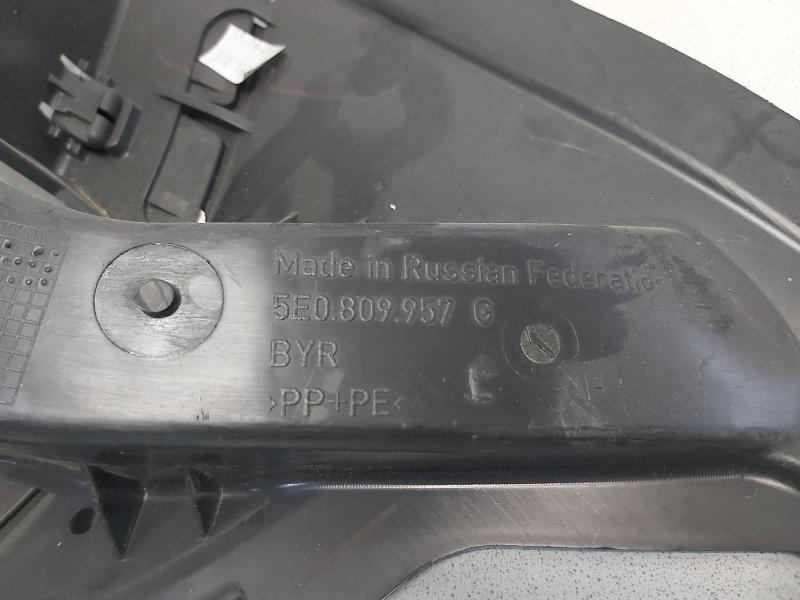 Made in Russian Federation
5E0.809.957 C
BYR
>PP+PE<
L